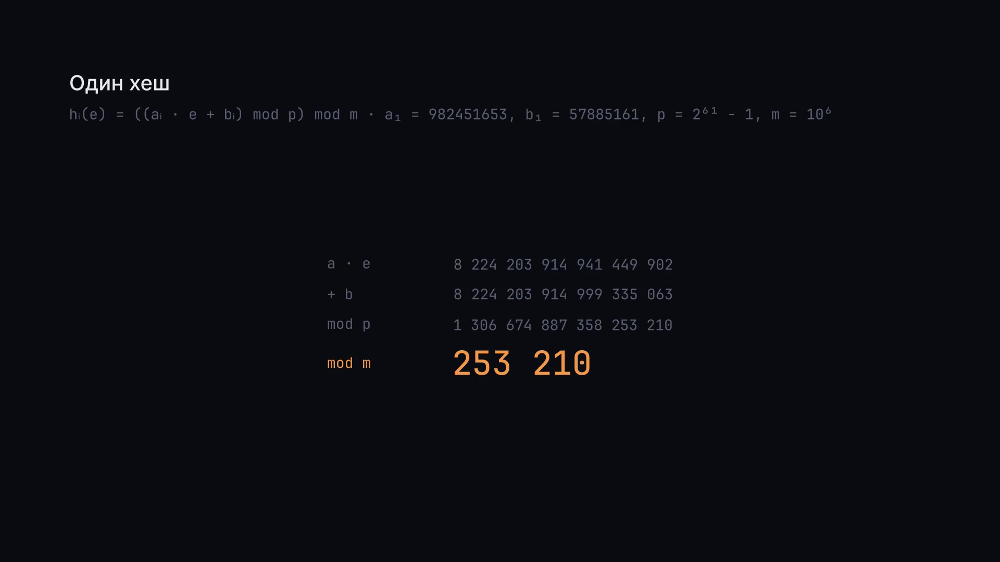 Один хеш
hᵢ(e) = ((aᵢ · e + bᵢ) mod p) mod m · a₁ = 982451653, b₁ = 57885161, p = 2⁶¹ - 1, m = 10⁶
a · e 8 224 203 914 941 449 902
+ b 8 224 203 914 999 335 063
mod p 1 306 674 887 358 253 210
mod m 253 210